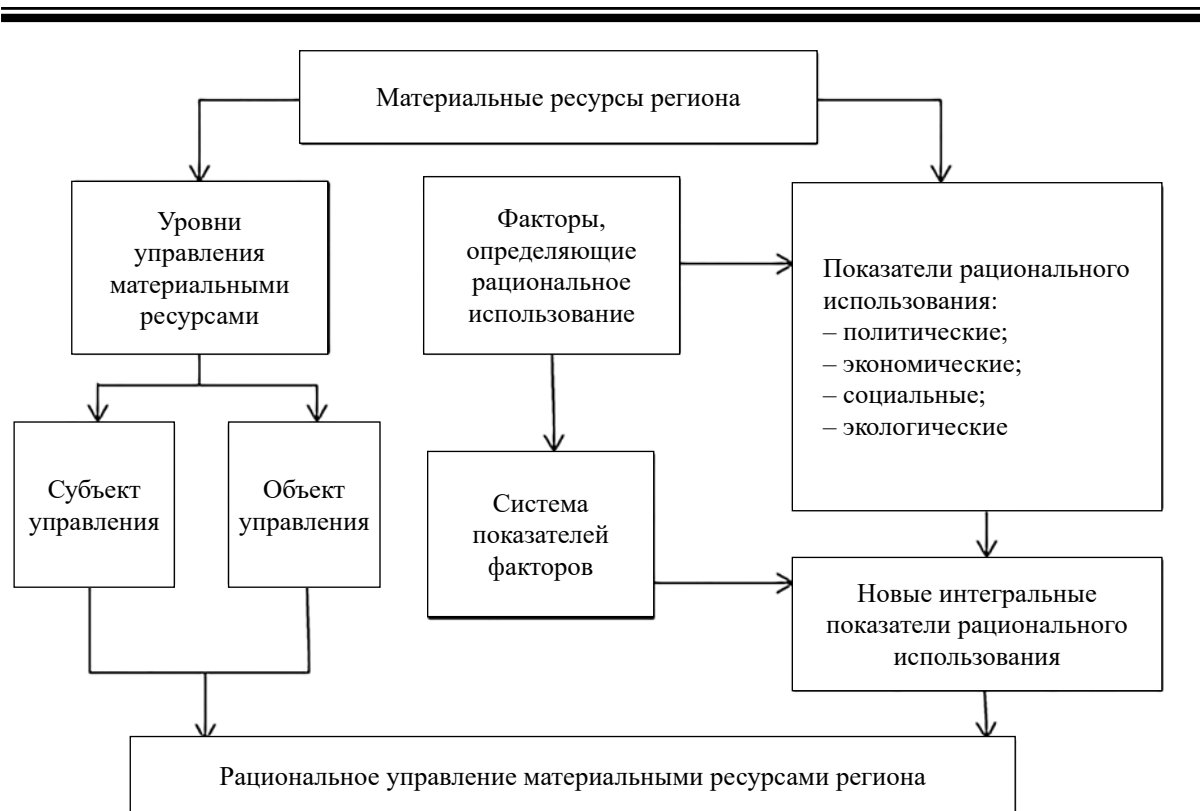 Материальные ресурсы региона
Уровни
управления
материальными
ресурсами
Факторы,
определяющие
рациональное
использование
Показатели рационального
использования:
– политические;
– экономические;
– социальные;
– экологические
Субъект
управления
Объект
управления
Система
показателей
факторов
Новые интегральные
показатели рационального
использования
Рациональное управление материальными ресурсами региона